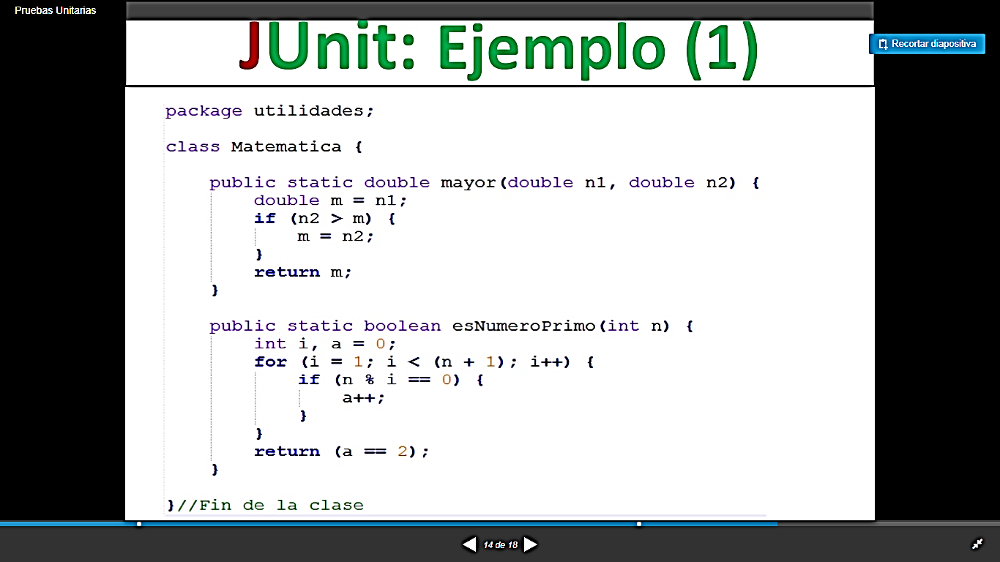 Pruebas Unitarias
JUnit: Ejemplo (1)
Recortar diapositiva
package utilidades;
class Matematica {
public static double mayor(double n1, double n2) {
double m = n1;
if (n2 > m) {
m = n2;
}
return m;
}
public static boolean esNumeroPrimo(int n) {
int i, a = 0;
for (i = 1; i < (n + 1); i++) {
if (n % i == 0) {
a++;
}
}
return (a == 2);
}
}//Fin de la clase
14 de 18